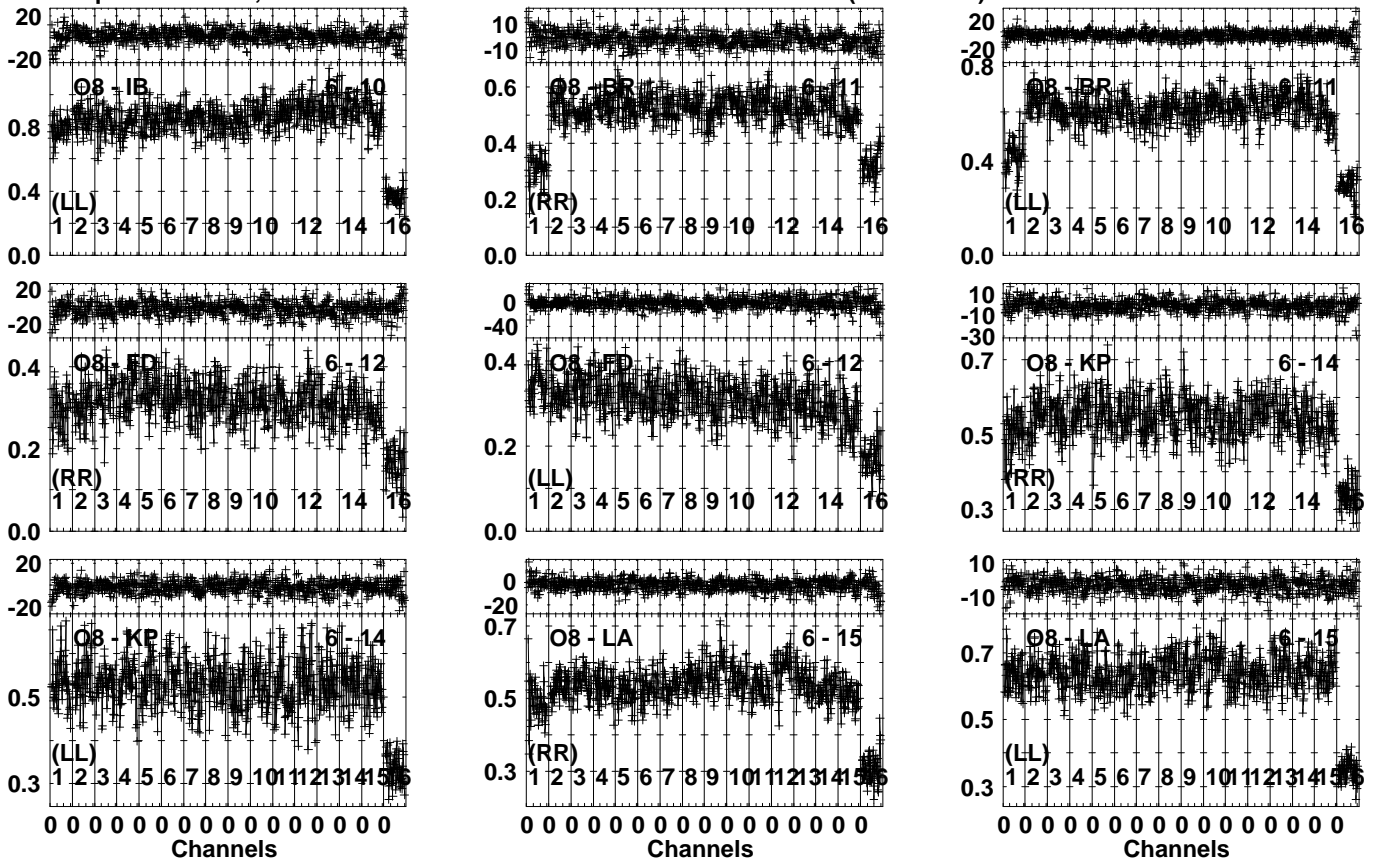 20 10 20
-20 -10 -20
0.8
O8 - IB 6 - 10 0.6 O8 - BR 6 - 11 O8 - BR 6 - 11
0.8
0.4 0.4
0.4
(LL) 0.2 (RR) (LL)
1 2 3 4 5 6 7 8 9 10 12 14 16 1 2 3 4 5 6 7 8 9 10 12 14 16 1 2 3 4 5 6 7 8 9 10 12 14 16
0.0 0.0 0.0
20 0 10
-20 -40 -10
-30
0.4 O8 - FD 6 - 12 0.4 O8 - FD 6 - 12 0.7 O8 - KP 6 - 14
0.2 0.2 0.5
(RR) (LL) (RR)
1 2 3 4 5 6 7 8 9 10 12 14 16 1 2 3 4 5 6 7 8 9 10 12 14 16 1 2 3 4 5 6 7 8 9 10 12 14 16
0.3
0.0 0.0
20 0 10
-20 -20 -10
0.7
O8 - KP 6 - 14 O8 - LA 6 - 15 0.7 O8 - LA 6 - 15
0.5 0.5 0.5
(LL) (RR) (LL)
0.3 1 2 3 4 5 6 7 8 9 10 11 12 13 14 15 16 0.3 1 2 3 4 5 6 7 8 9 10 11 12 13 14 15 16 0.3 1 2 3 4 5 6 7 8 9 10 11 12 13 14 15 16
0 0 0 0 0 0 0 0 0 0 0 0 0 0 0 0 0 0 0 0 0 0 0 0 0 0 0 0 0 0 0 0 0 0 0 0 0 0 0 0 0 0 0 0 0 0 0 0
Channels Channels Channels